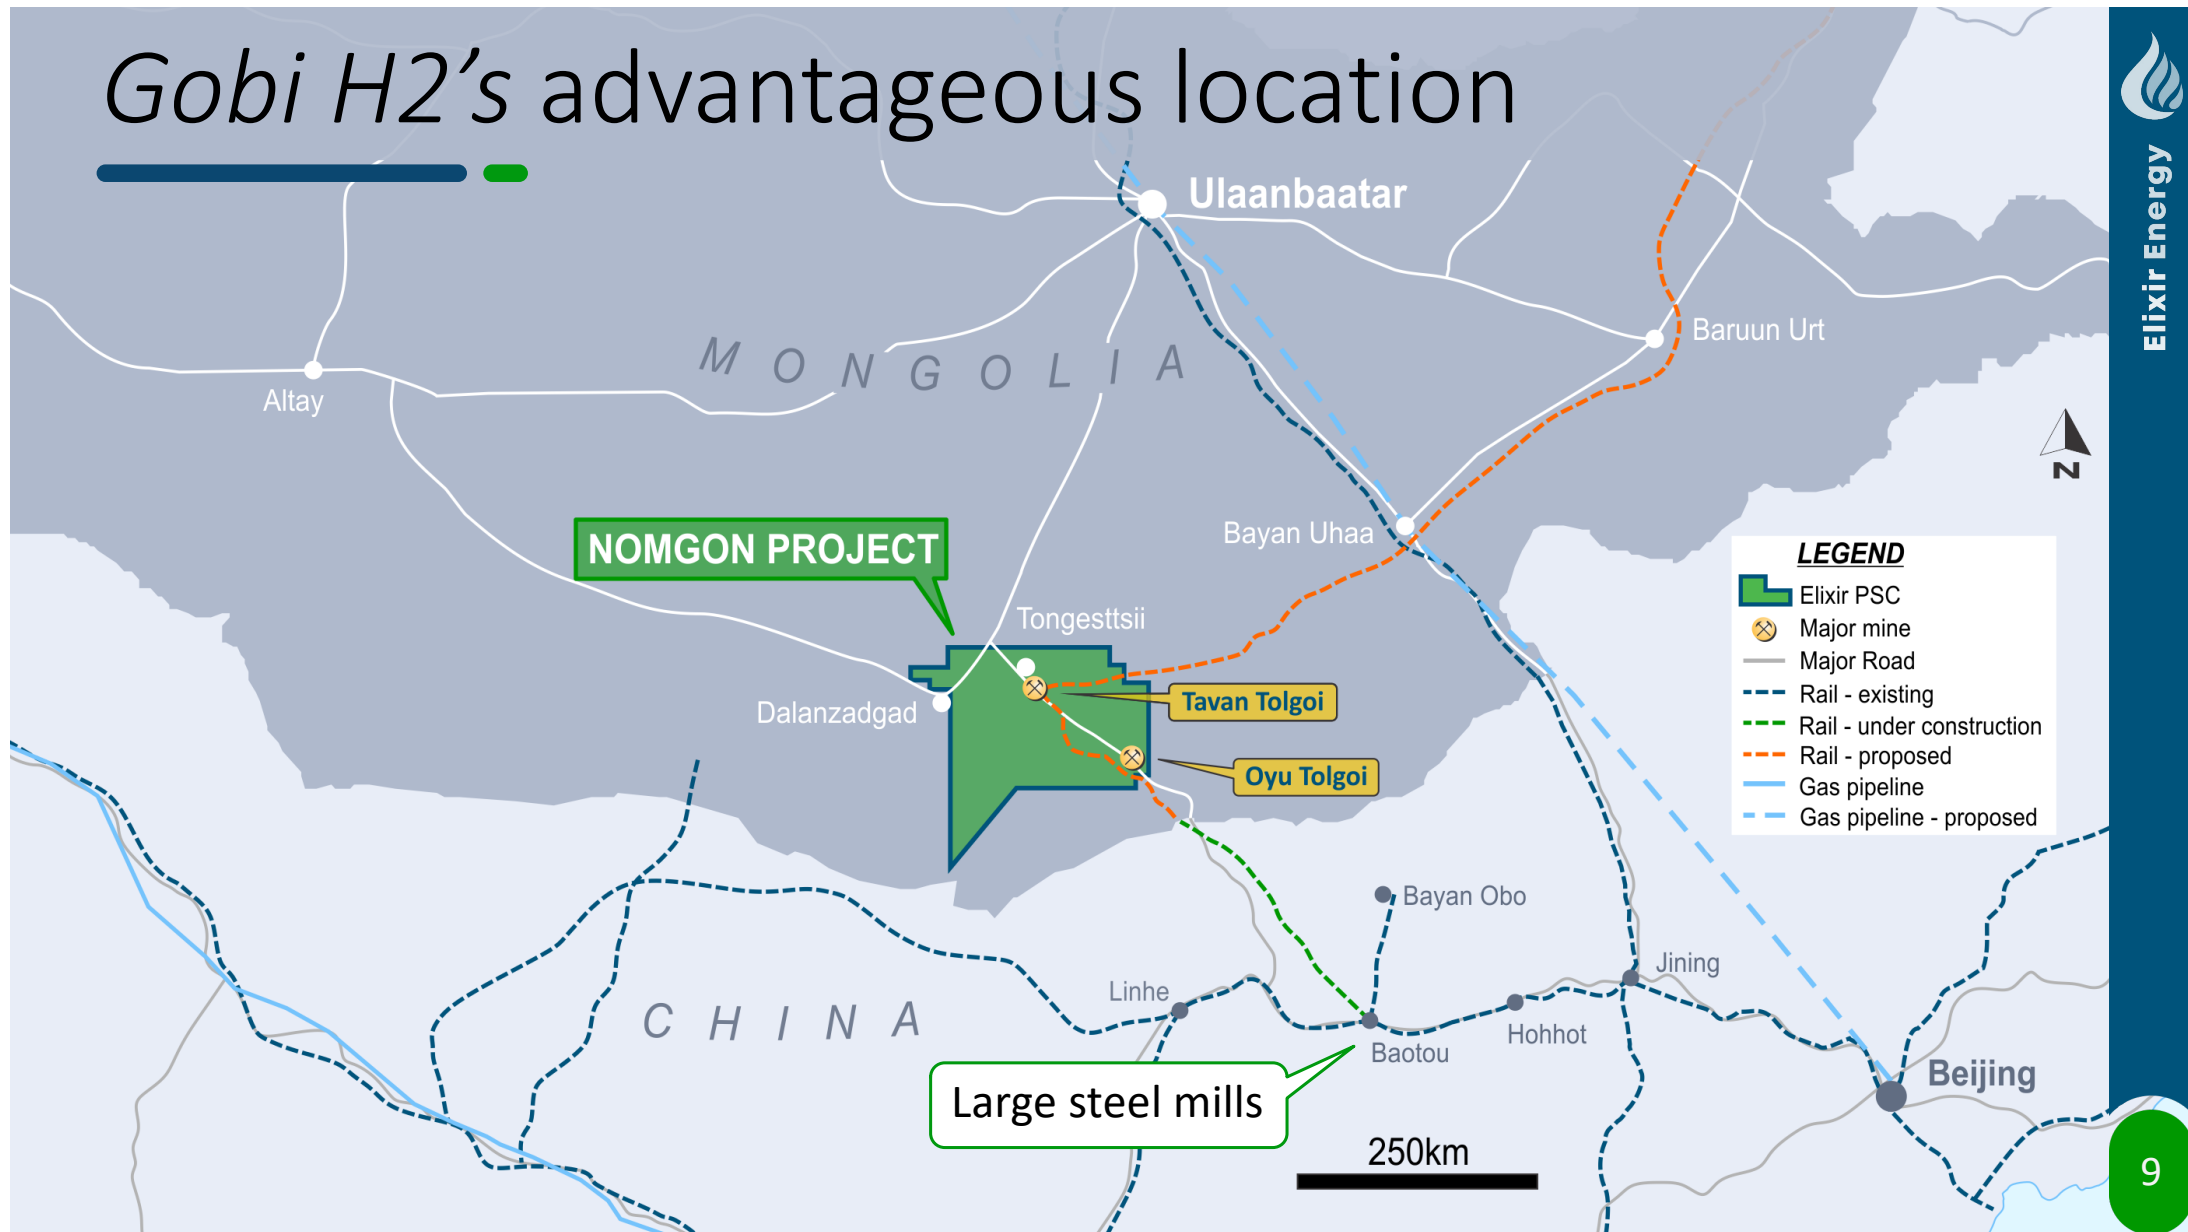 Gobi H2's advantageous location
Elixir Energy
Ulaanbaatar
Baruun Urt
MONGOLIA
Altay
N
Bayan Uhaa
NOMGON PROJECT
Tongesttsii
Tavan Tolgoi
Dalanzadgad
Oyu Tolgoi
LEGEND
Elixir PSC
Major mine
Major Road
Rail - existing
Rail - under construction
Rail - proposed
Gas pipeline
Gas pipeline - proposed
Bayan Obo
Jining
Linhe
CHINA
Hohhot
Baotou
Beijing
Large steel mills
250km
9